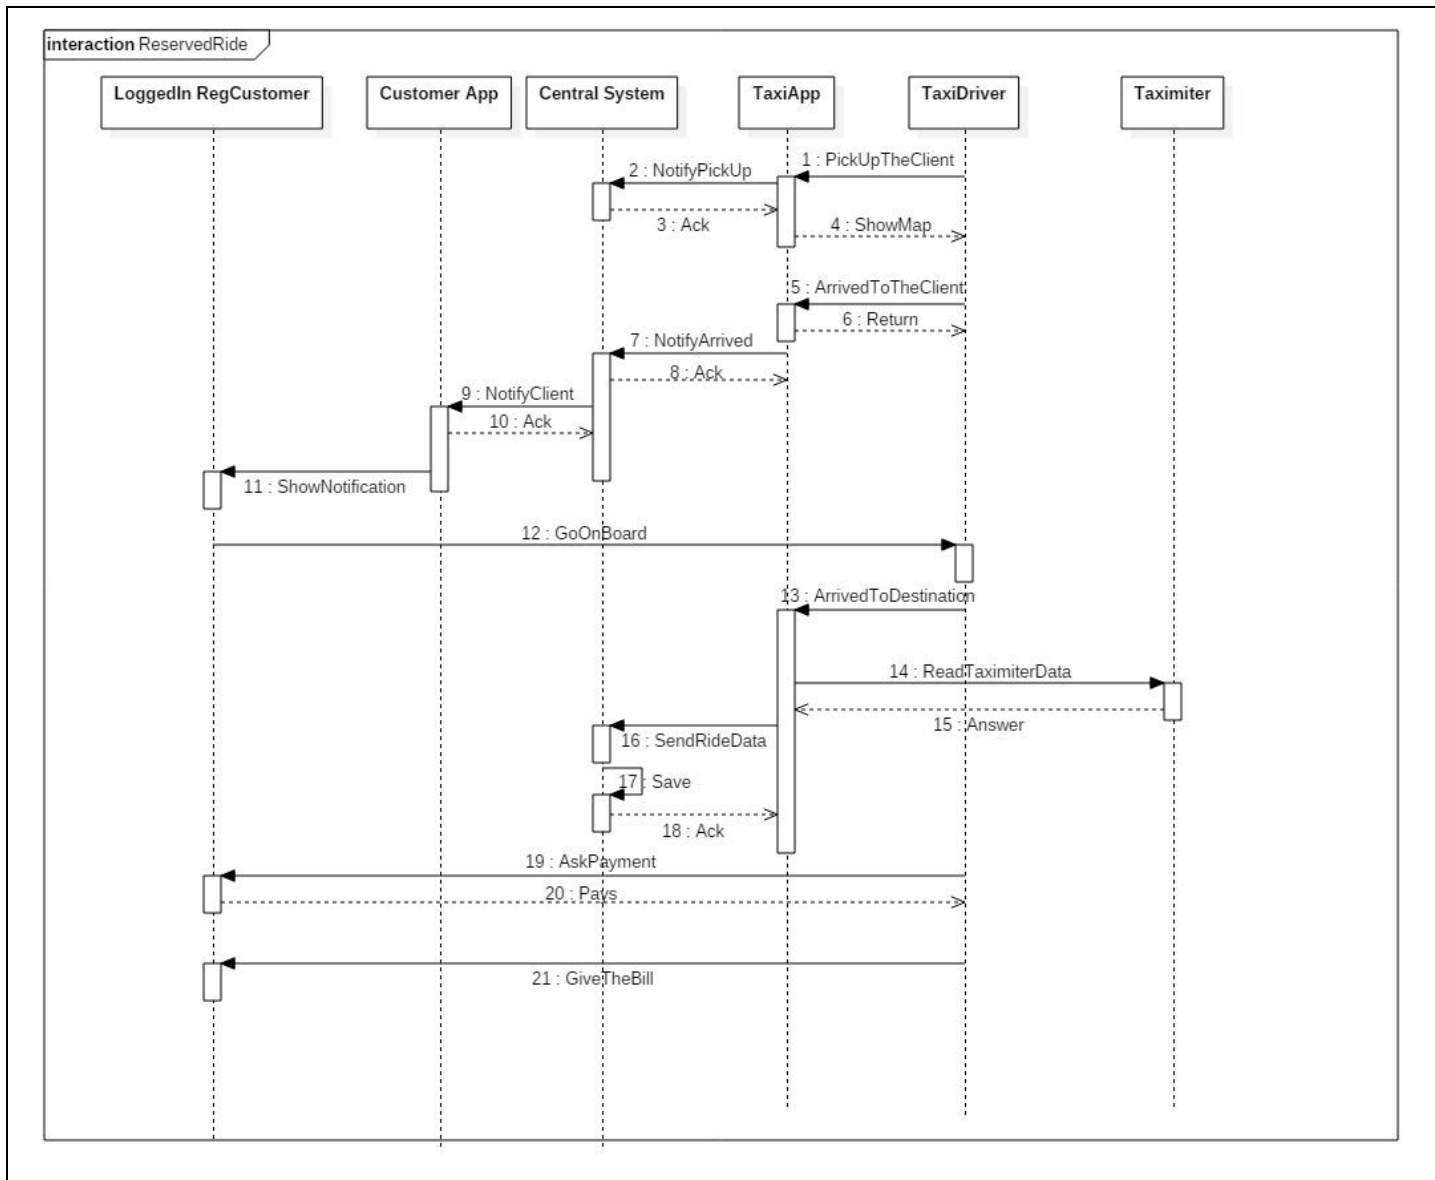 interaction ReservedRide
LoggedIn RegCustomer
Customer App
Central System
TaxiApp
TaxiDriver
Taximiter
1 : PickUpTheClient
2 : NotifyPickUp
3 : Ack
4 : ShowMap
5 : ArrivedToTheClient
6 : Return
7 : NotifyArrived
8 : Ack
9 : NotifyClient
10 : Ack
11 : ShowNotification
12 : GoOnBoard
13 : ArrivedToDestination
14 : ReadTaximiterData
15 : Answer
16 : SendRideData
17 : Save
18 : Ack
19 : AskPayment
20 : Pays
21 : GiveTheBill